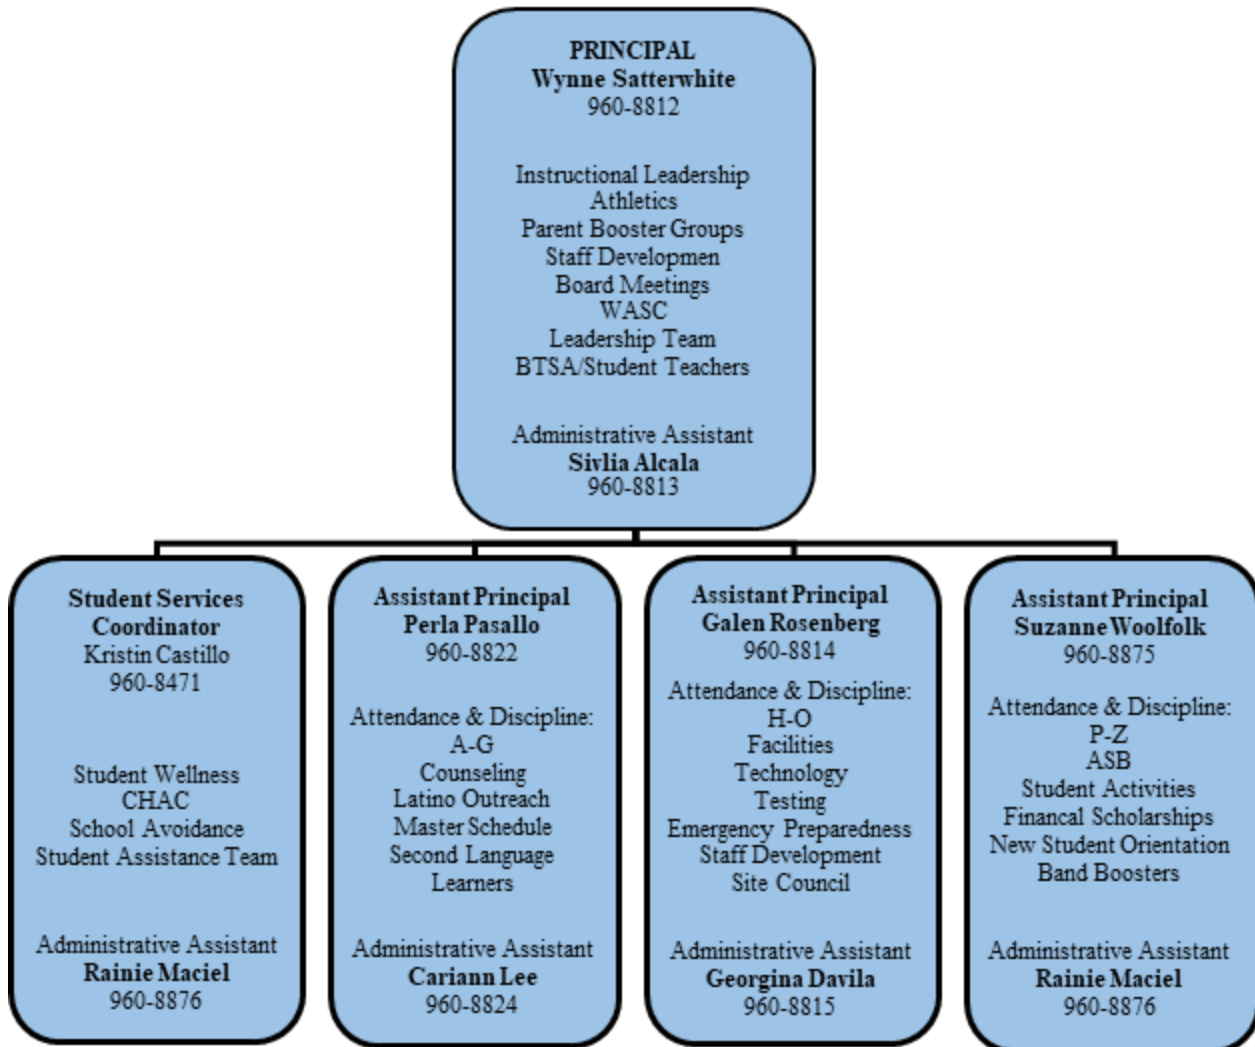 PRINCIPAL
Wynne Satterwhite
960-8812
Instructional Leadership
Athletics
Parent Booster Groups
Staff Developmen
Board Meetings
WASC
Leadership Team
BTSA/Student Teachers
Administrative Assistant
Sivlia Alcala
960-8813
Student Services
Coordinator
Kristin Castillo
960-8471
Student Wellness
CHAC
School Avoidance
Student Assistance Team
Administrative Assistant
Rainie Maciel
960-8876
Assistant Principal
Perla Pasallo
960-8822
Attendance & Discipline:
A-G
Counseling
Latino Outreach
Master Schedule
Second Language
Learners
Administrative Assistant
Cariann Lee
960-8824
Assistant Principal
Galen Rosenberg
960-8814
Attendance & Discipline:
H-O
Facilities
Technology
Testing
Emergency Preparedness
Staff Development
Site Council
Administrative Assistant
Georgina Davila
960-8815
Assistant Principal
Suzanne Woolfolk
960-8875
Attendance & Discipline:
P-Z
ASB
Student Activities
Financal Scholarships
New Student Orientation
Band Boosters
Administrative Assistant
Rainie Maciel
960-8876